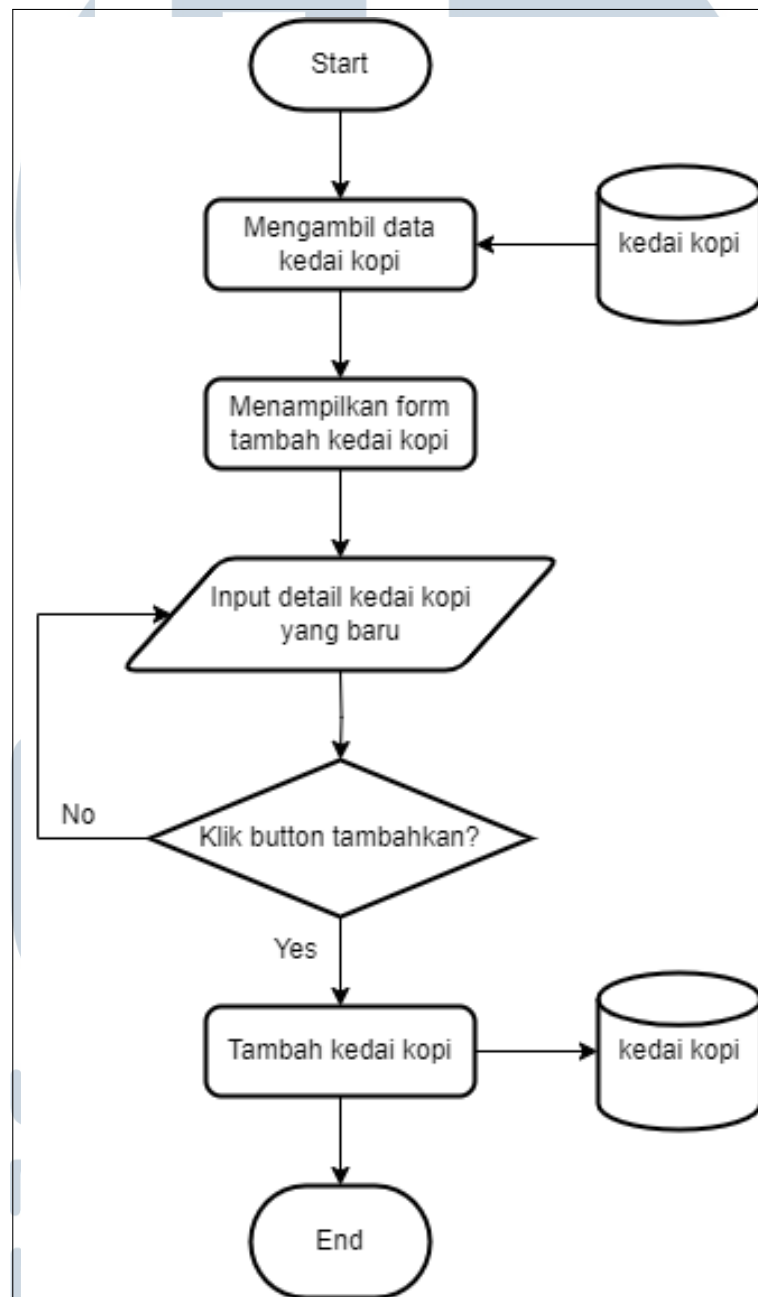 Start
Mengambil data
kedai kopi
kedai kopi
Menampilkan form
tambah kedai kopi
Input detail kedai kopi
yang baru
Klik button tambahkan?
No
Yes
Tambah kedai kopi
kedai kopi
End